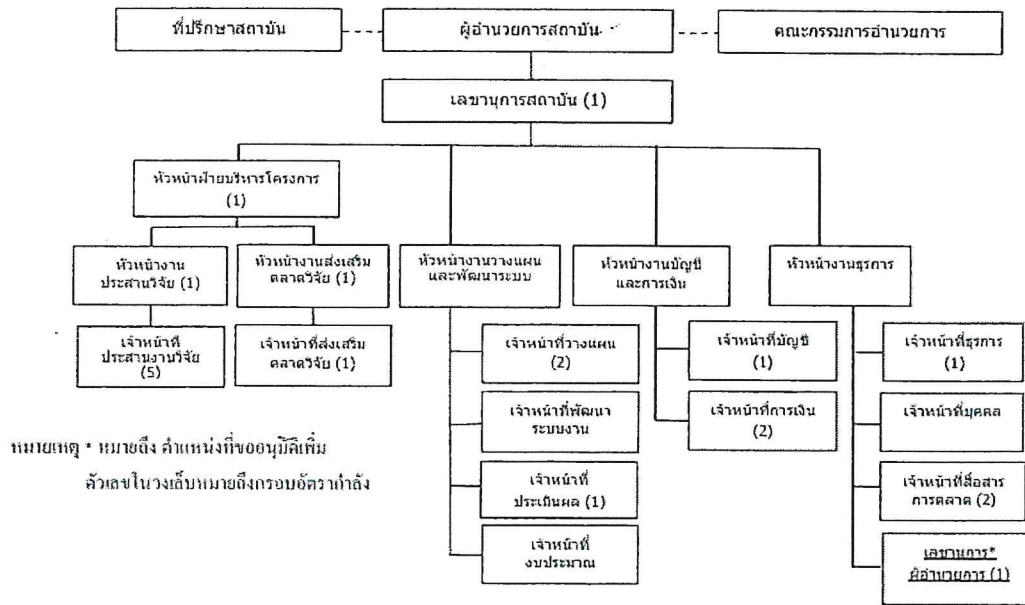 ที่ปรึกษาสถาบัน
ผู้อำนวยการสถาบัน
คณะกรรมการอำนวยการ
เลขานุการสถาบัน (1)
หัวหน้าฝ่ายบริหารโครงการ
(1)
หัวหน้างาน
ประสานวิจัย (1)
หัวหน้างานส่งเสริม
ตลาดวิจัย (1)
หัวหน้างานวางแผน
และพัฒนาระบบ
หัวหน้างานบัญชี
และการเงิน
หัวหน้างานธุรการ
เจ้าหน้าที่
ประสานงานวิจัย
(5)
เจ้าหน้าที่ส่งเสริม
ตลาดวิจัย (1)
เจ้าหน้าที่วางแผน
(2)
เจ้าหน้าที่พัฒนา
ระบบงาน
เจ้าหน้าที่
ประเมินผล (1)
เจ้าหน้าที่
งบประมาณ
เจ้าหน้าที่บัญชี
(1)
เจ้าหน้าที่การเงิน
(2)
เจ้าหน้าที่ธุรการ
(1)
เจ้าหน้าที่บุคคล
เจ้าหน้าที่สื่อสาร
การตลาด (2)
เลขานุการ*
ผู้อำนวยการ (1)
หมายเหตุ * หมายถึง ตำแหน่งที่ขออนุมัติเพิ่ม
ตัวเลขในวงเล็บหมายถึงกรอบอัตรากำลัง